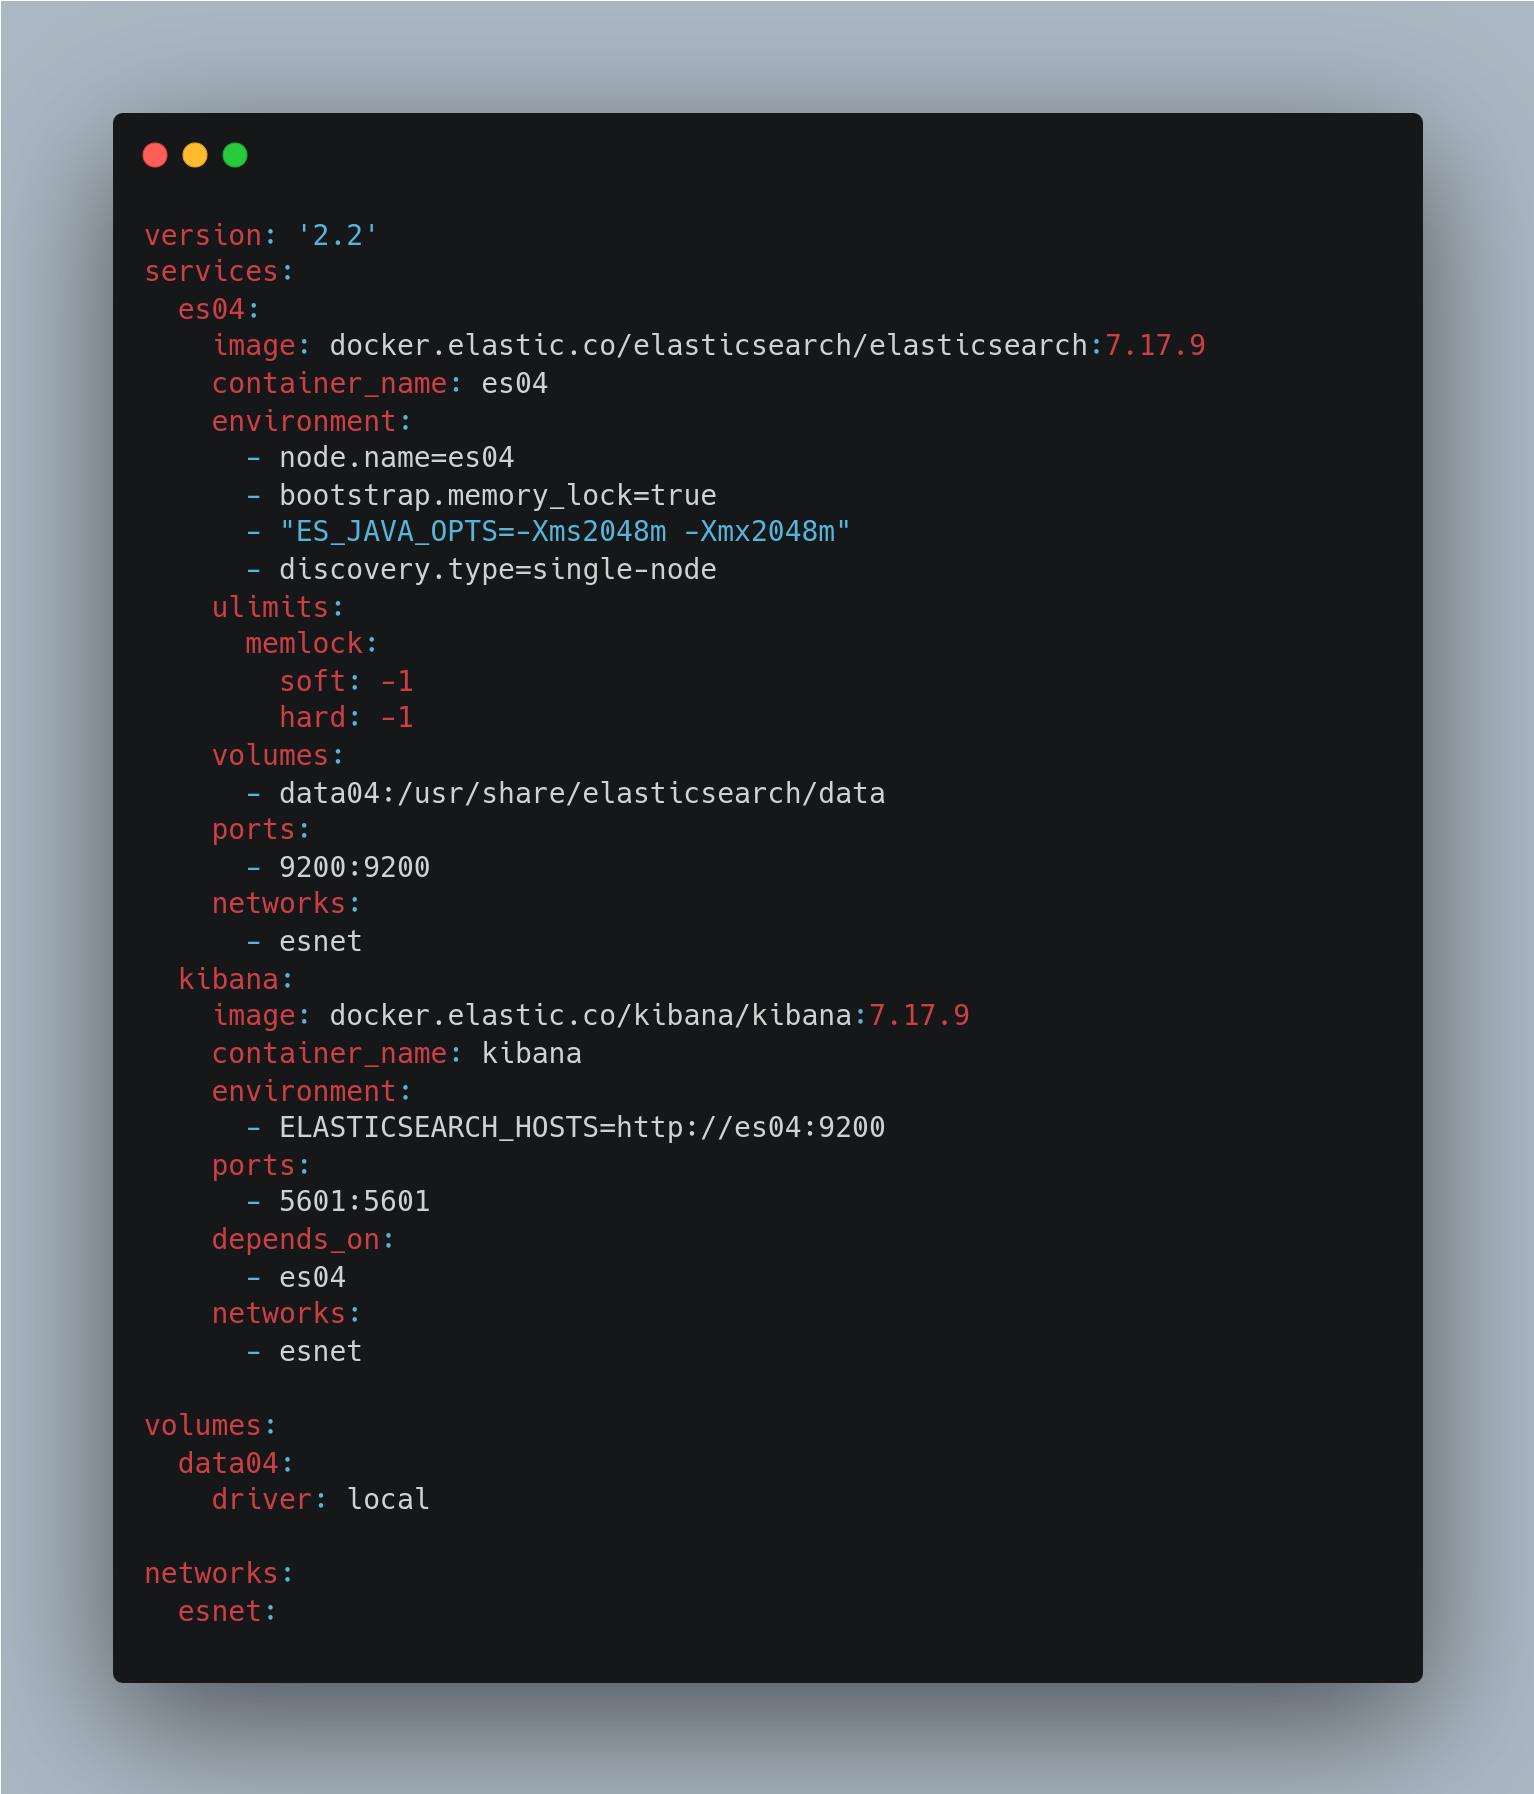 version: '2.2'
services:
  es04:
    image: docker.elastic.co/elasticsearch/elasticsearch:7.17.9
    container_name: es04
    environment:
      - node.name=es04
      - bootstrap.memory_lock=true
      - "ES_JAVA_OPTS=-Xms2048m -Xmx2048m"
      - discovery.type=single-node
    ulimits:
      memlock:
        soft: -1
        hard: -1
    volumes:
      - data04:/usr/share/elasticsearch/data
    ports:
      - 9200:9200
    networks:
      - esnet
  kibana:
    image: docker.elastic.co/kibana/kibana:7.17.9
    container_name: kibana
    environment:
      - ELASTICSEARCH_HOSTS=http://es04:9200
    ports:
      - 5601:5601
    depends_on:
      - es04
    networks:
      - esnet

volumes:
  data04:
    driver: local

networks:
  esnet: